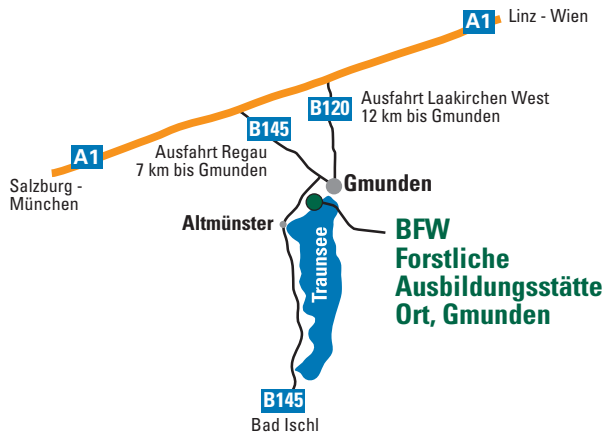 A1
Linz - Wien
B120
Ausfahrt Laakirchen West
12 km bis Gmunden
B145
Ausfahrt Regau
7 km bis Gmunden
A1
Salzburg -
München
Gmunden
Altmünster
Traunsee
BFW
Forstliche
Ausbildungsstätte
Ort, Gmunden
B145
Bad Ischl